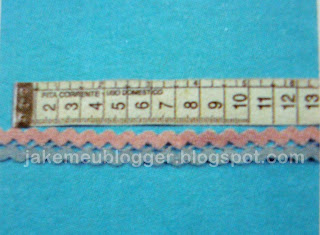 FITA CORRENTE - USO DOMÉSTICO
2 3 4 5 6 7 8 9 10 11 12 13
jakemeublogger.blogspot.com